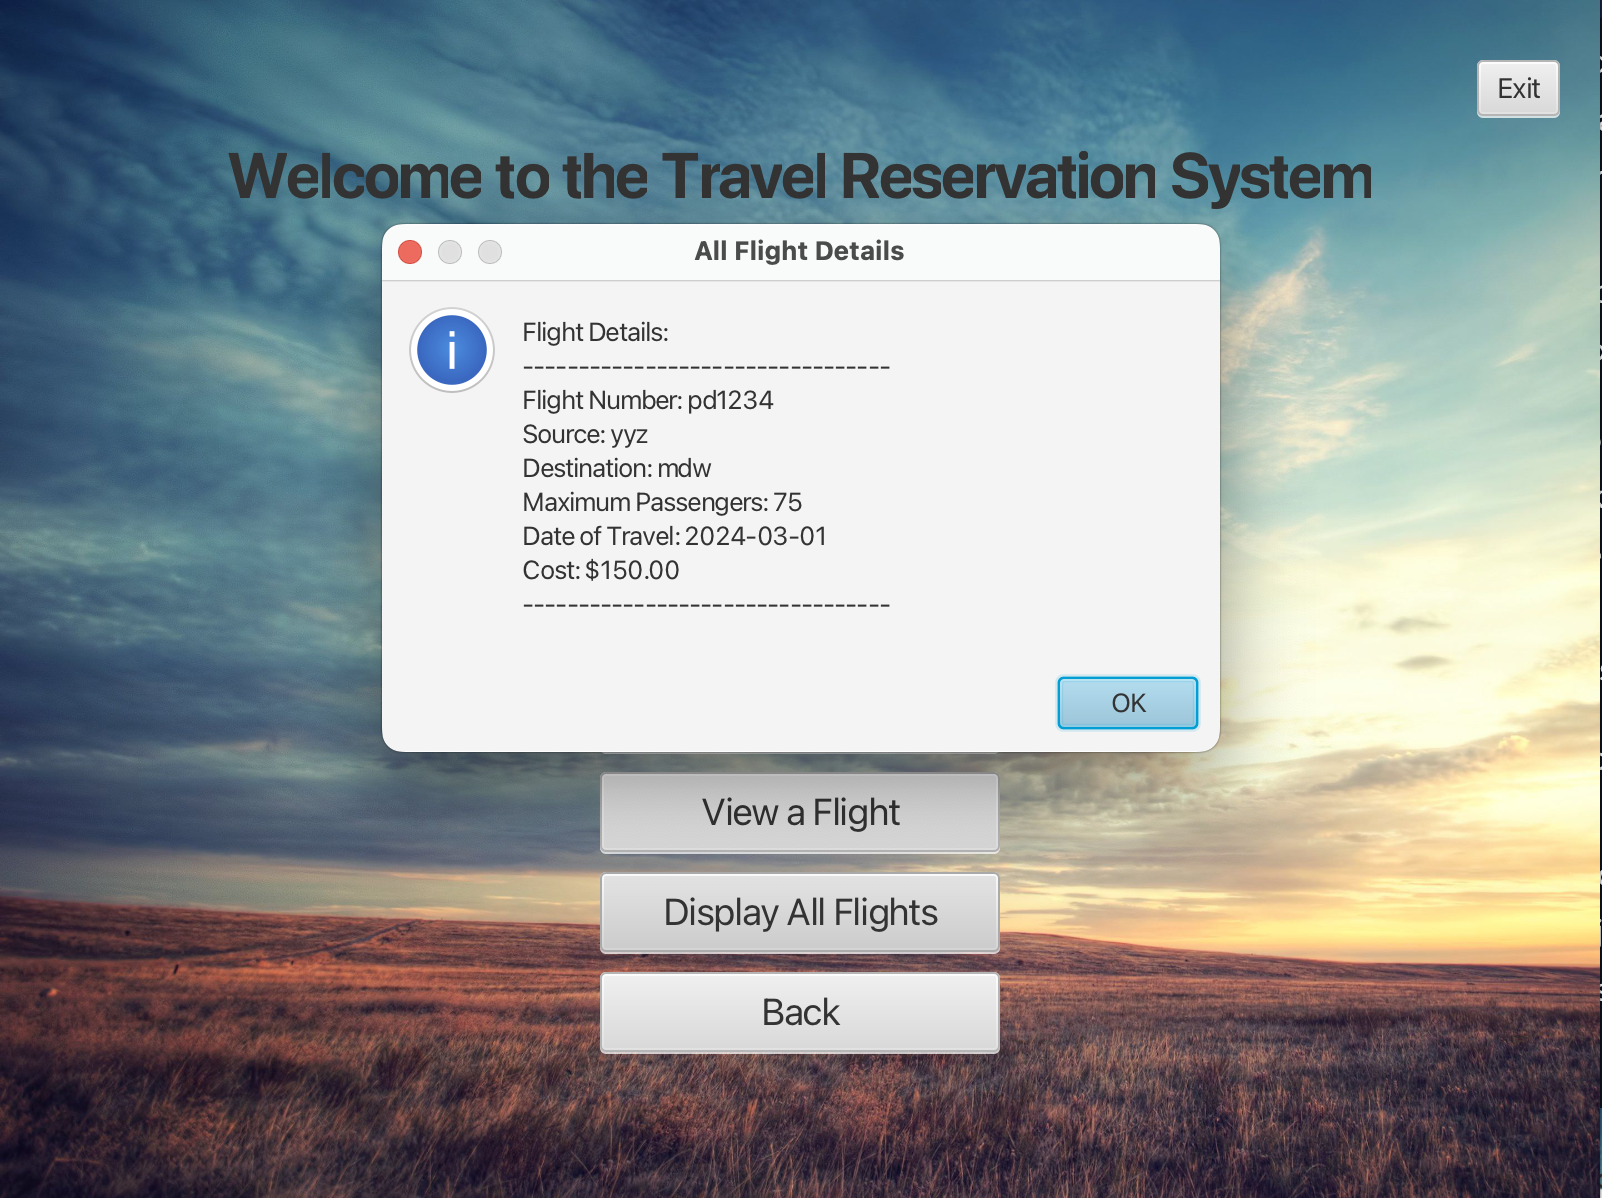 Exit
Welcome to the Travel Reservation System
All Flight Details
i
Flight Details:
---------------------------------
Flight Number: pd1234
Source: yyz
Destination: mdw
Maximum Passengers: 75
Date of Travel: 2024-03-01
Cost: $150.00
---------------------------------
OK
View a Flight
Display All Flights
Back